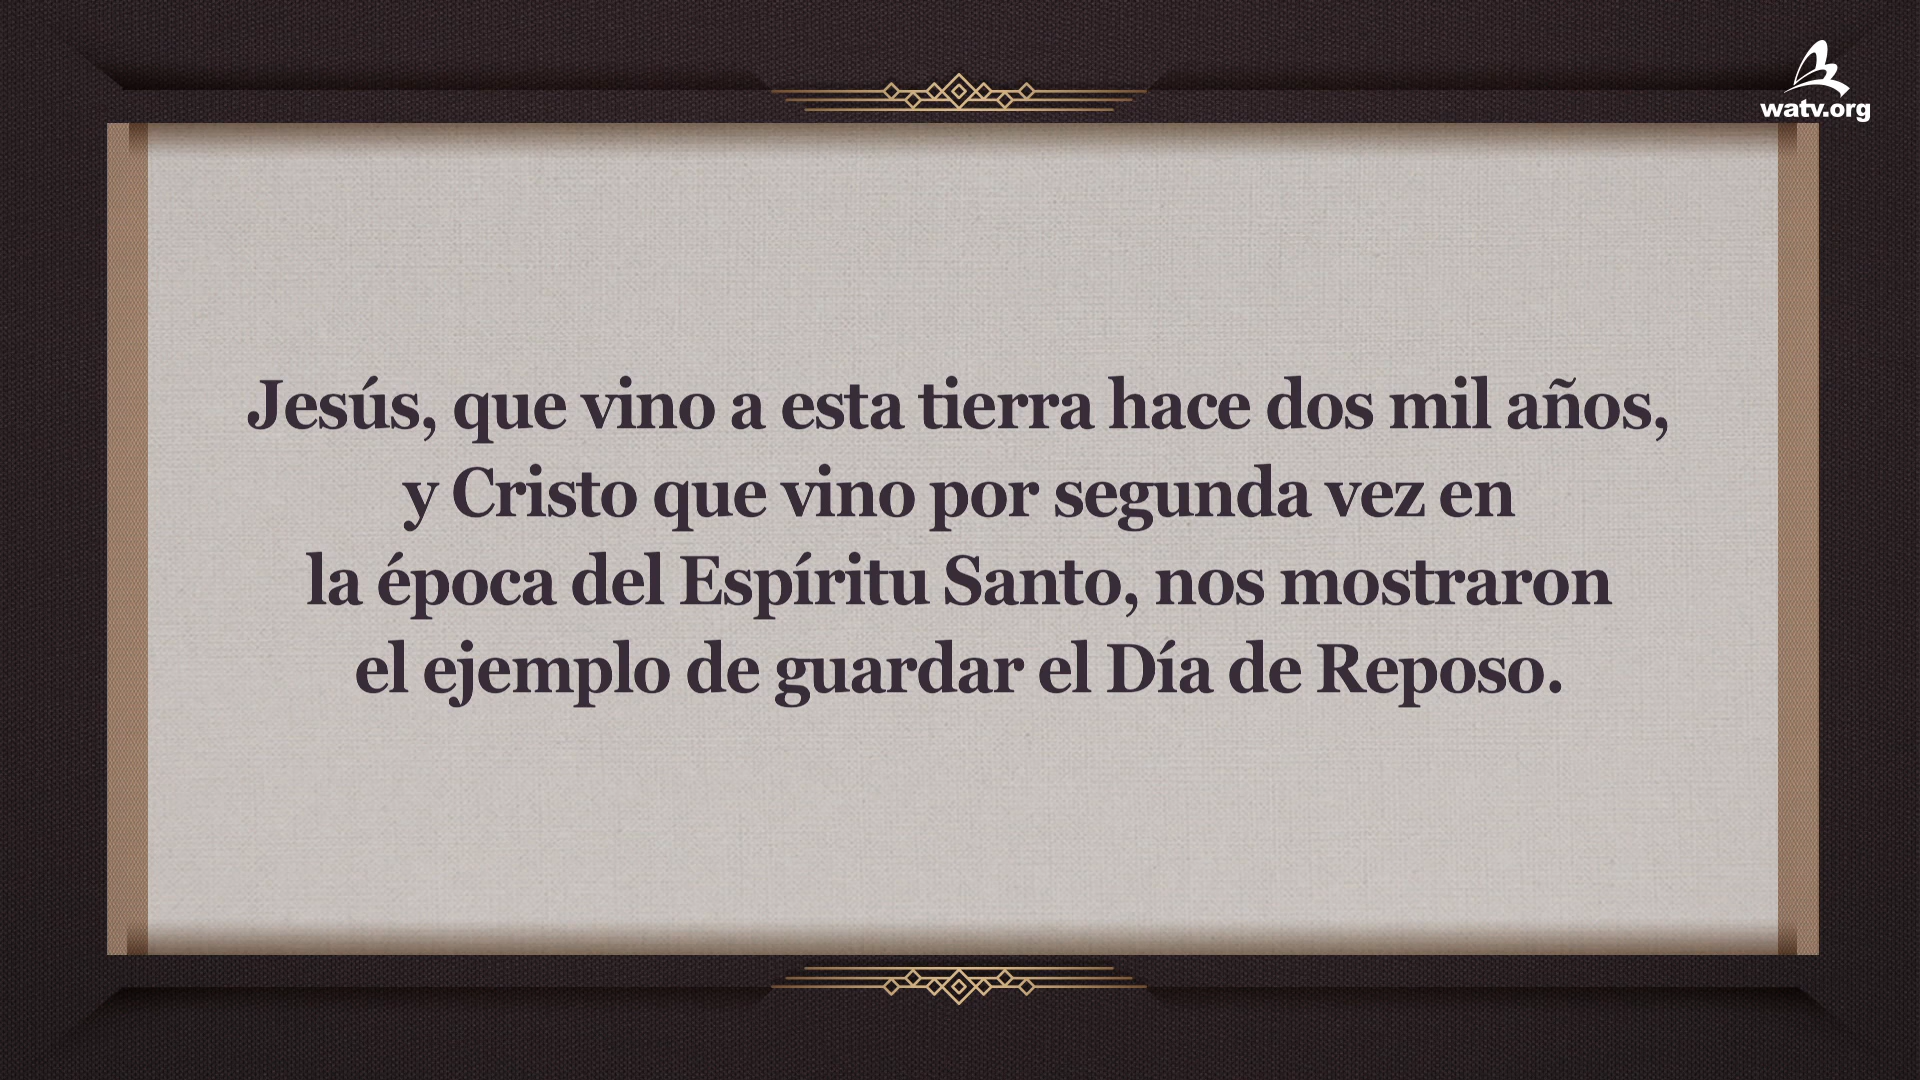 watv.org
Jesús, que vino a esta tierra hace dos mil años,
y Cristo que vino por segunda vez en
la época del Espíritu Santo, nos mostraron
el ejemplo de guardar el Día de Reposo.